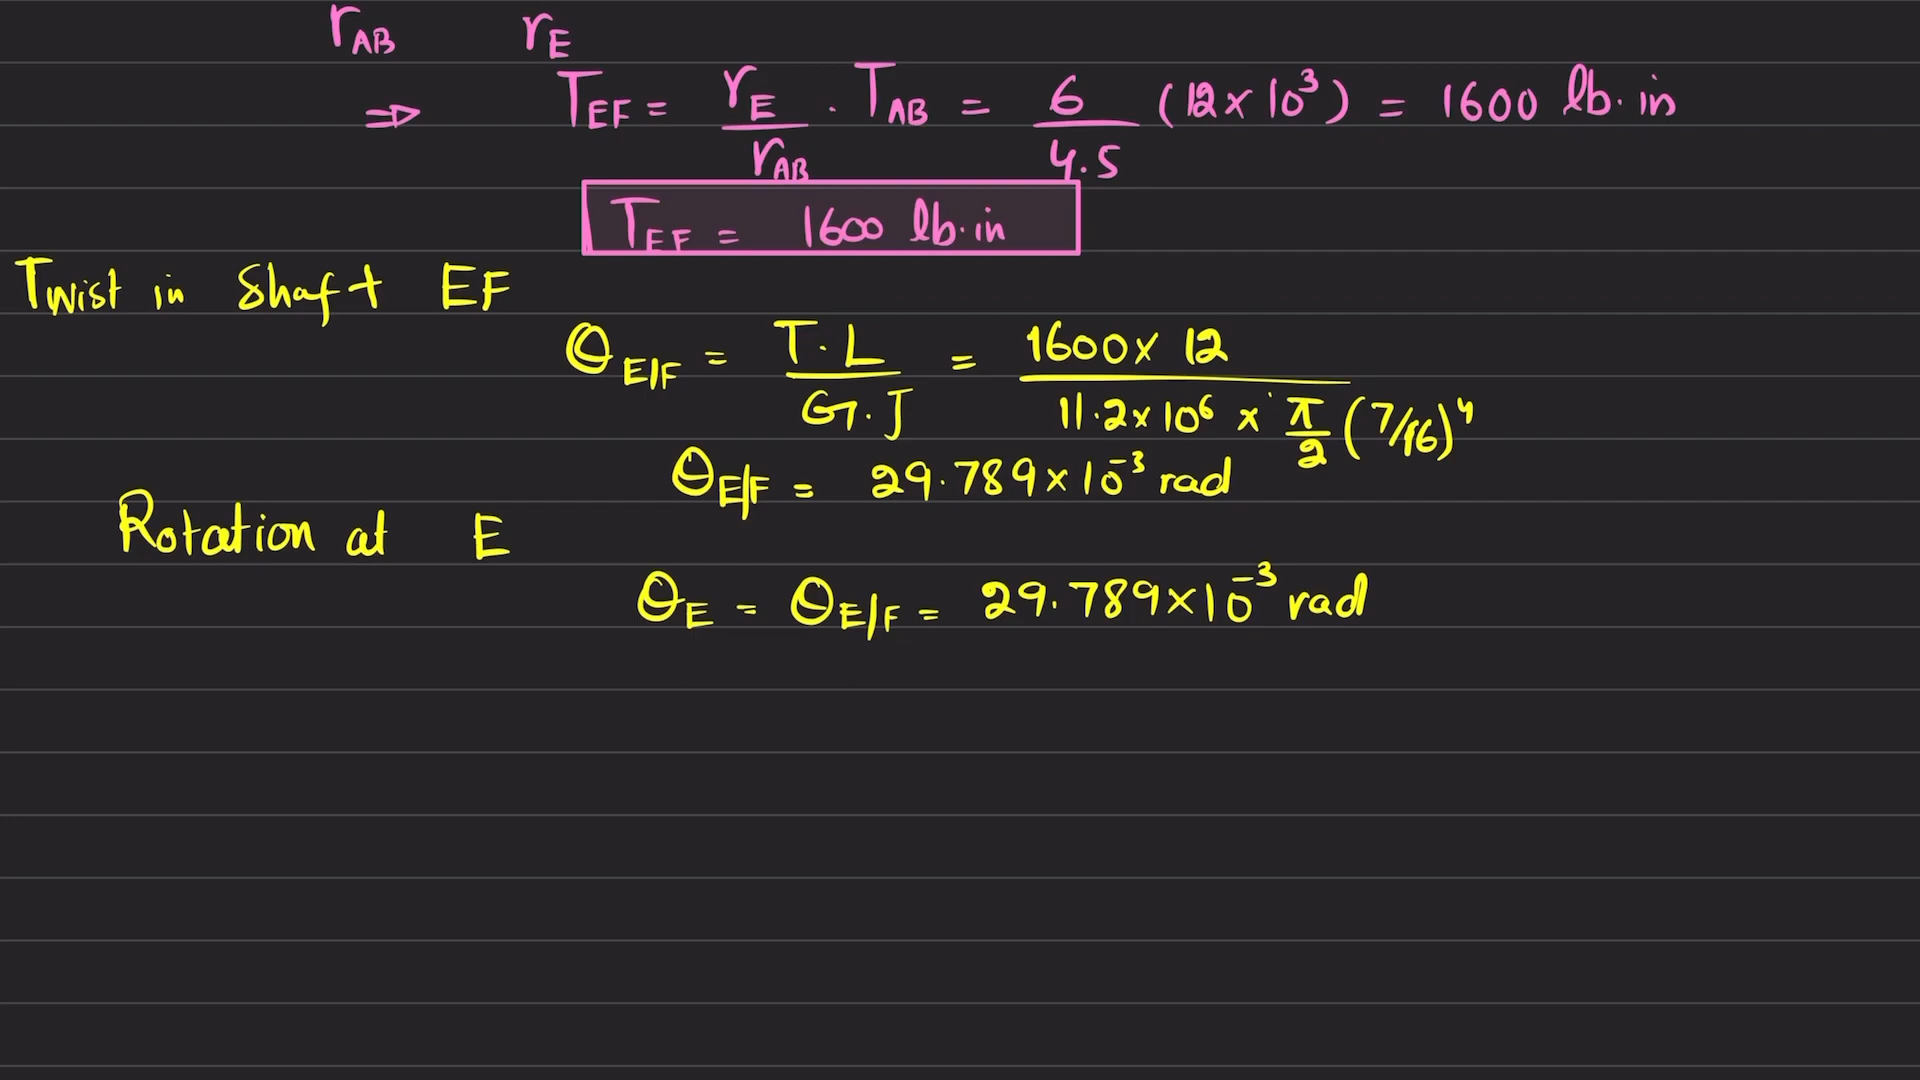 r_AB r_E
⇒ T_EF = r_E / r_AB . T_AB = 6 / 4.5 (12 x 10³) = 1600 lb.in
T_EF = 1600 lb.in
Twist in shaft EF
θ_E/F = T.L / G.J = 1600 x 12 / 11.2 x 10⁶ x π/2 (7/16)⁴
θ_E/F = 29.789 x 10⁻³ rad
Rotation at E
θ_E = θ_E/F = 29.789 x 10⁻³ rad